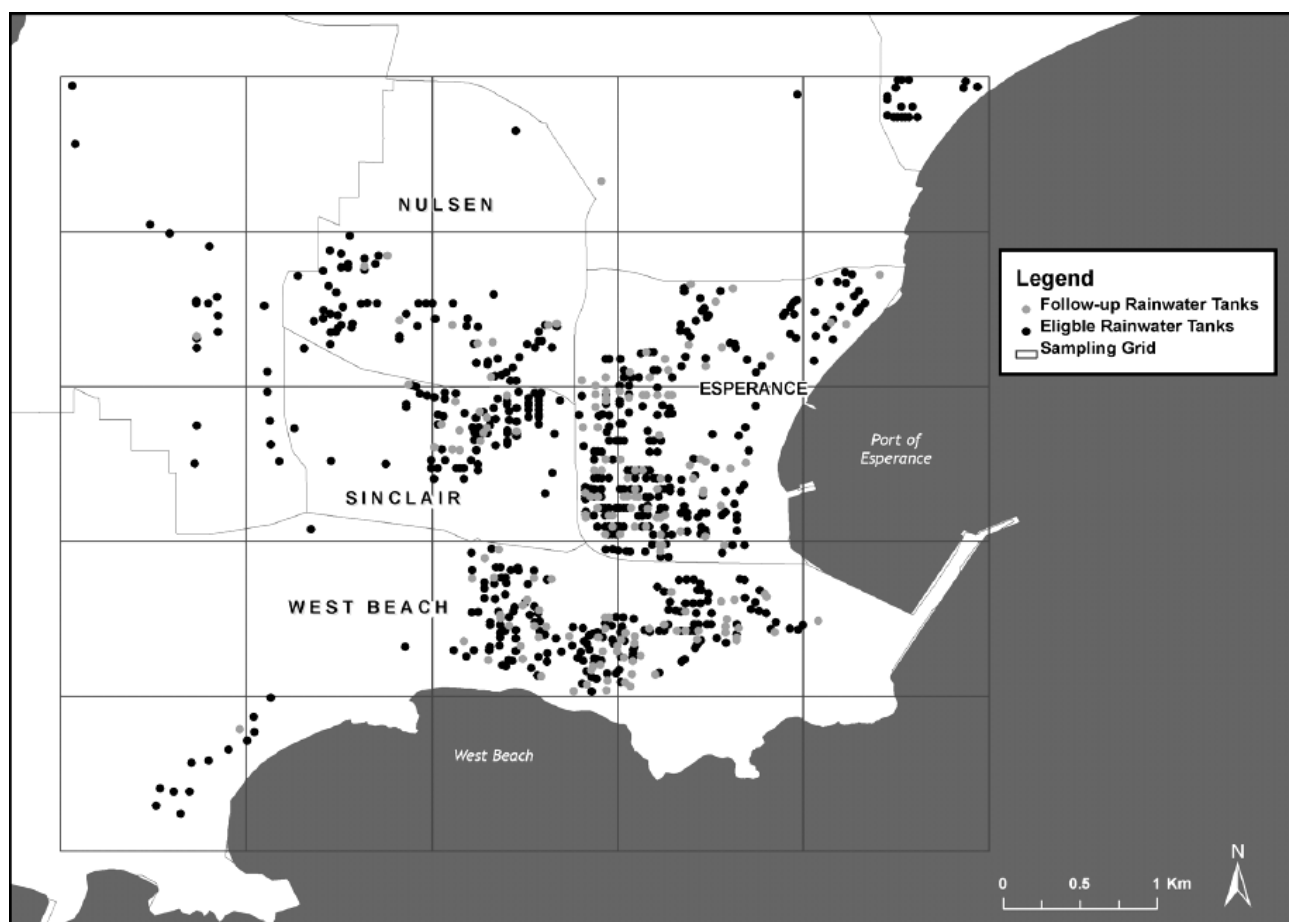 NULSEN
Legend
Follow-up Rainwater Tanks
Eligble Rainwater Tanks
Sampling Grid
ESPERANCE
Port of
Esperance
SINCLAIR
WEST BEACH
West Beach
N
0 0.5 1 Km